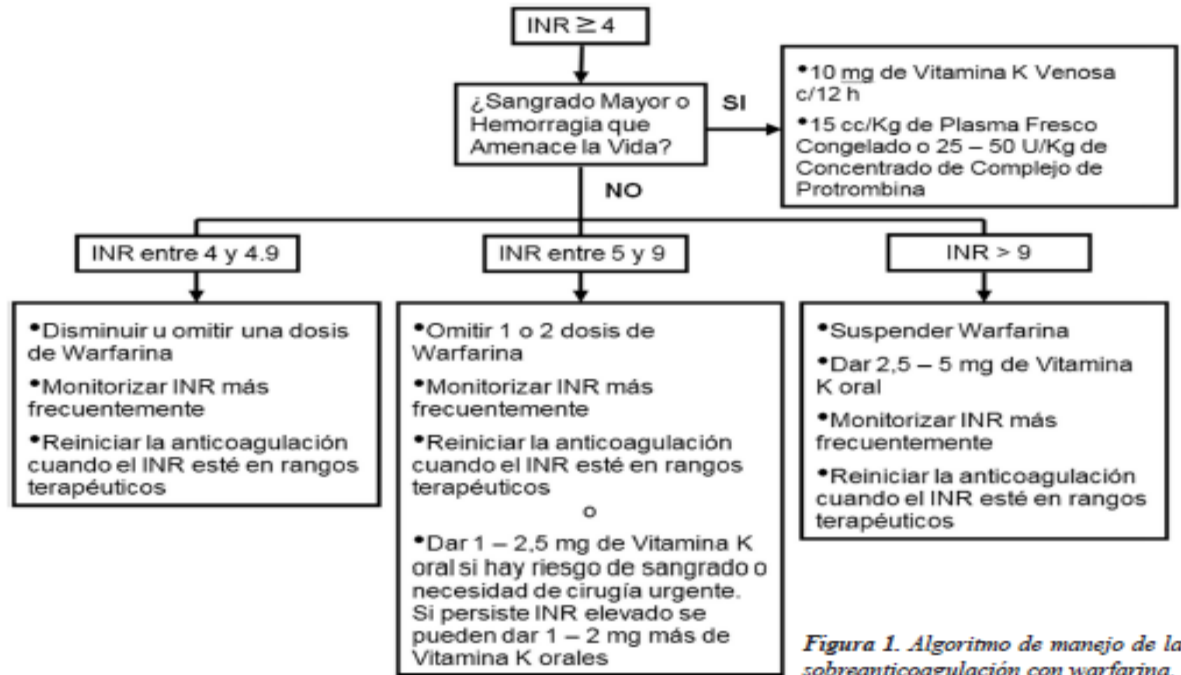 INR ≥ 4
¿Sangrado Mayor o
Hemorragia que
Amenace la Vida?
SI
•10 mg de Vitamina K Venosa
c/12 h
•15 cc/Kg de Plasma Fresco
Congelado o 25 – 50 U/Kg de
Concentrado de Complejo de
Protrombina
NO
INR entre 4 y 4.9
•Disminuir u omitir una dosis
de Warfarina
•Monitorizar INR más
frecuentemente
•Reiniciar la anticoagulación
cuando el INR esté en rangos
terapéuticos
INR entre 5 y 9
•Omitir 1 o 2 dosis de
Warfarina
•Monitorizar INR más
frecuentemente
•Reiniciar la anticoagulación
cuando el INR esté en rangos
terapéuticos
o
•Dar 1 – 2,5 mg de Vitamina K
oral si hay riesgo de sangrado o
necesidad de cirugía urgente.
Si persiste INR elevado se
pueden dar 1 – 2 mg más de
Vitamina K orales
INR > 9
•Suspender Warfarina
•Dar 2,5 – 5 mg de Vitamina
K oral
•Monitorizar INR más
frecuentemente
•Reiniciar la anticoagulación
cuando el INR esté en rangos
terapéuticos
Figura 1. Algoritmo de manejo de la
sobreanticoagulación con warfarina.